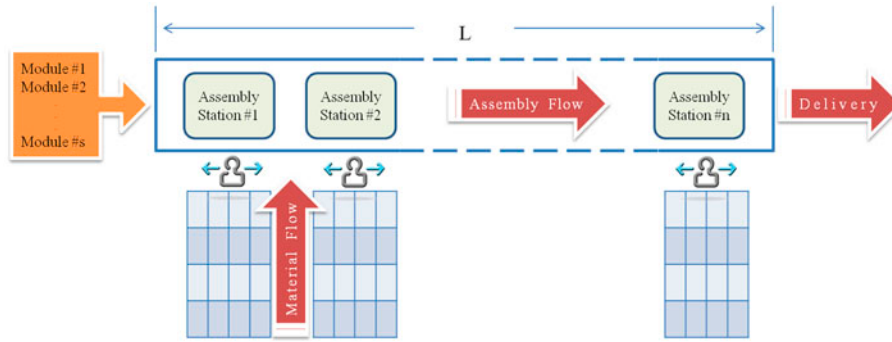 L
Module #1
Module #2
Module #s
Assembly
Station #1
Assembly
Station #2
Assembly Flow
Assembly
Station #n
Delivery
Material Flow